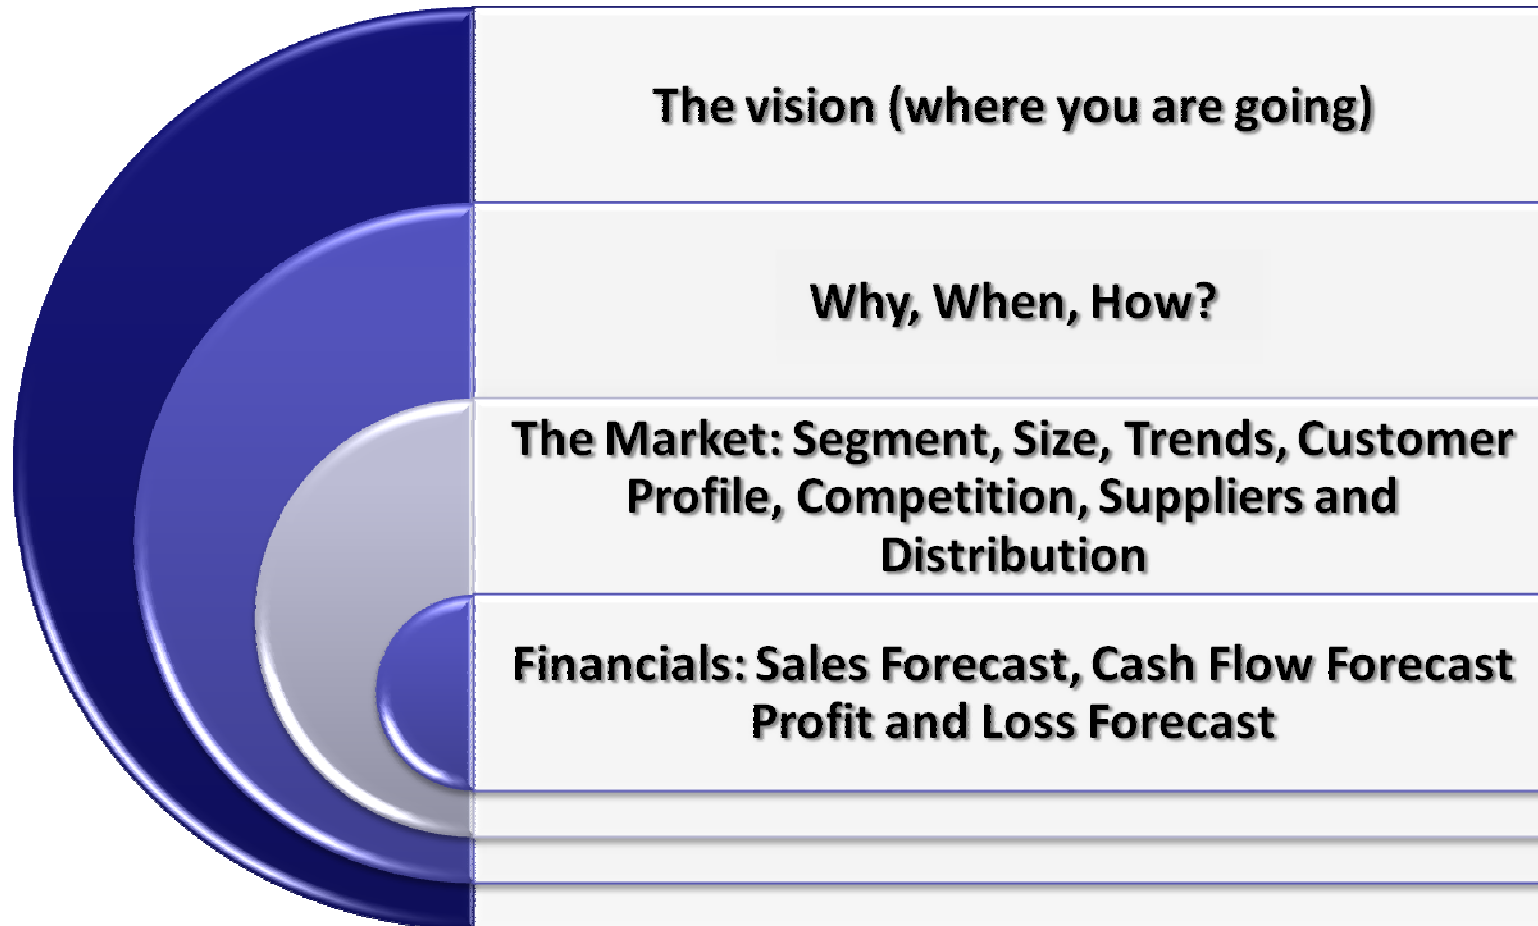 The vision (where you are going)
Why, When, How?
The Market: Segment, Size, Trends, Customer
Profile, Competition, Suppliers and
Distribution
Financials: Sales Forecast, Cash Flow Forecast
Profit and Loss Forecast